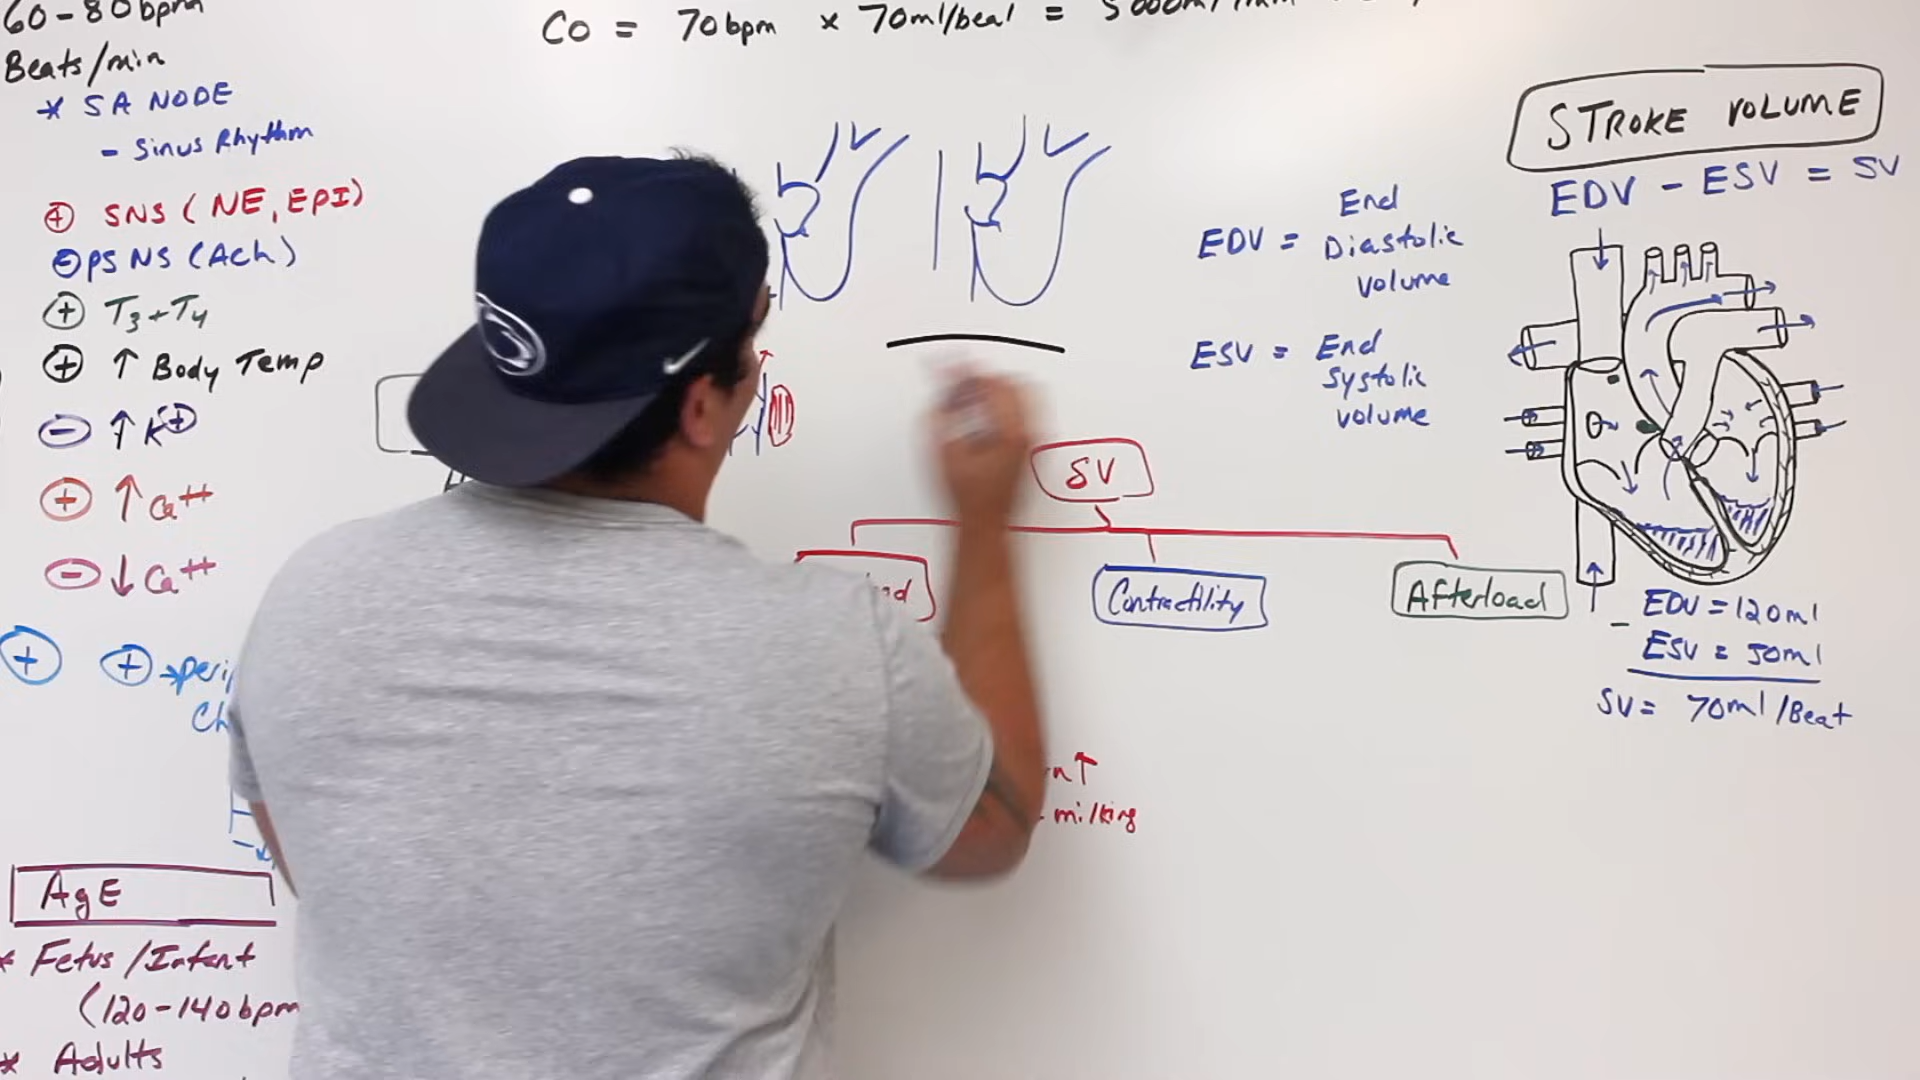 60-80bpm
Beats/min
* SA NODE
- Sinus Rhythm
⊕ SNS (NE, EPI)
⊖ PSNS (ACh)
⊕ T3+T4
⊕ ↑ Body Temp
⊖ ↑ K⊕
⊕ ↑ Ca++
⊖ ↓ Ca++
⊕ ⊕→
AgE
* Fetus/Infant
(120-140bpm
* Adults
CO = 70bpm × 70ml/beat =
EDV = End Diastolic volume
ESV = End Systolic volume
SV
Contractility
Afterload
milking
STROKE VOLUME
EDV - ESV = SV
EDV = 120ml
- ESV = 50ml
SV = 70ml/Beat